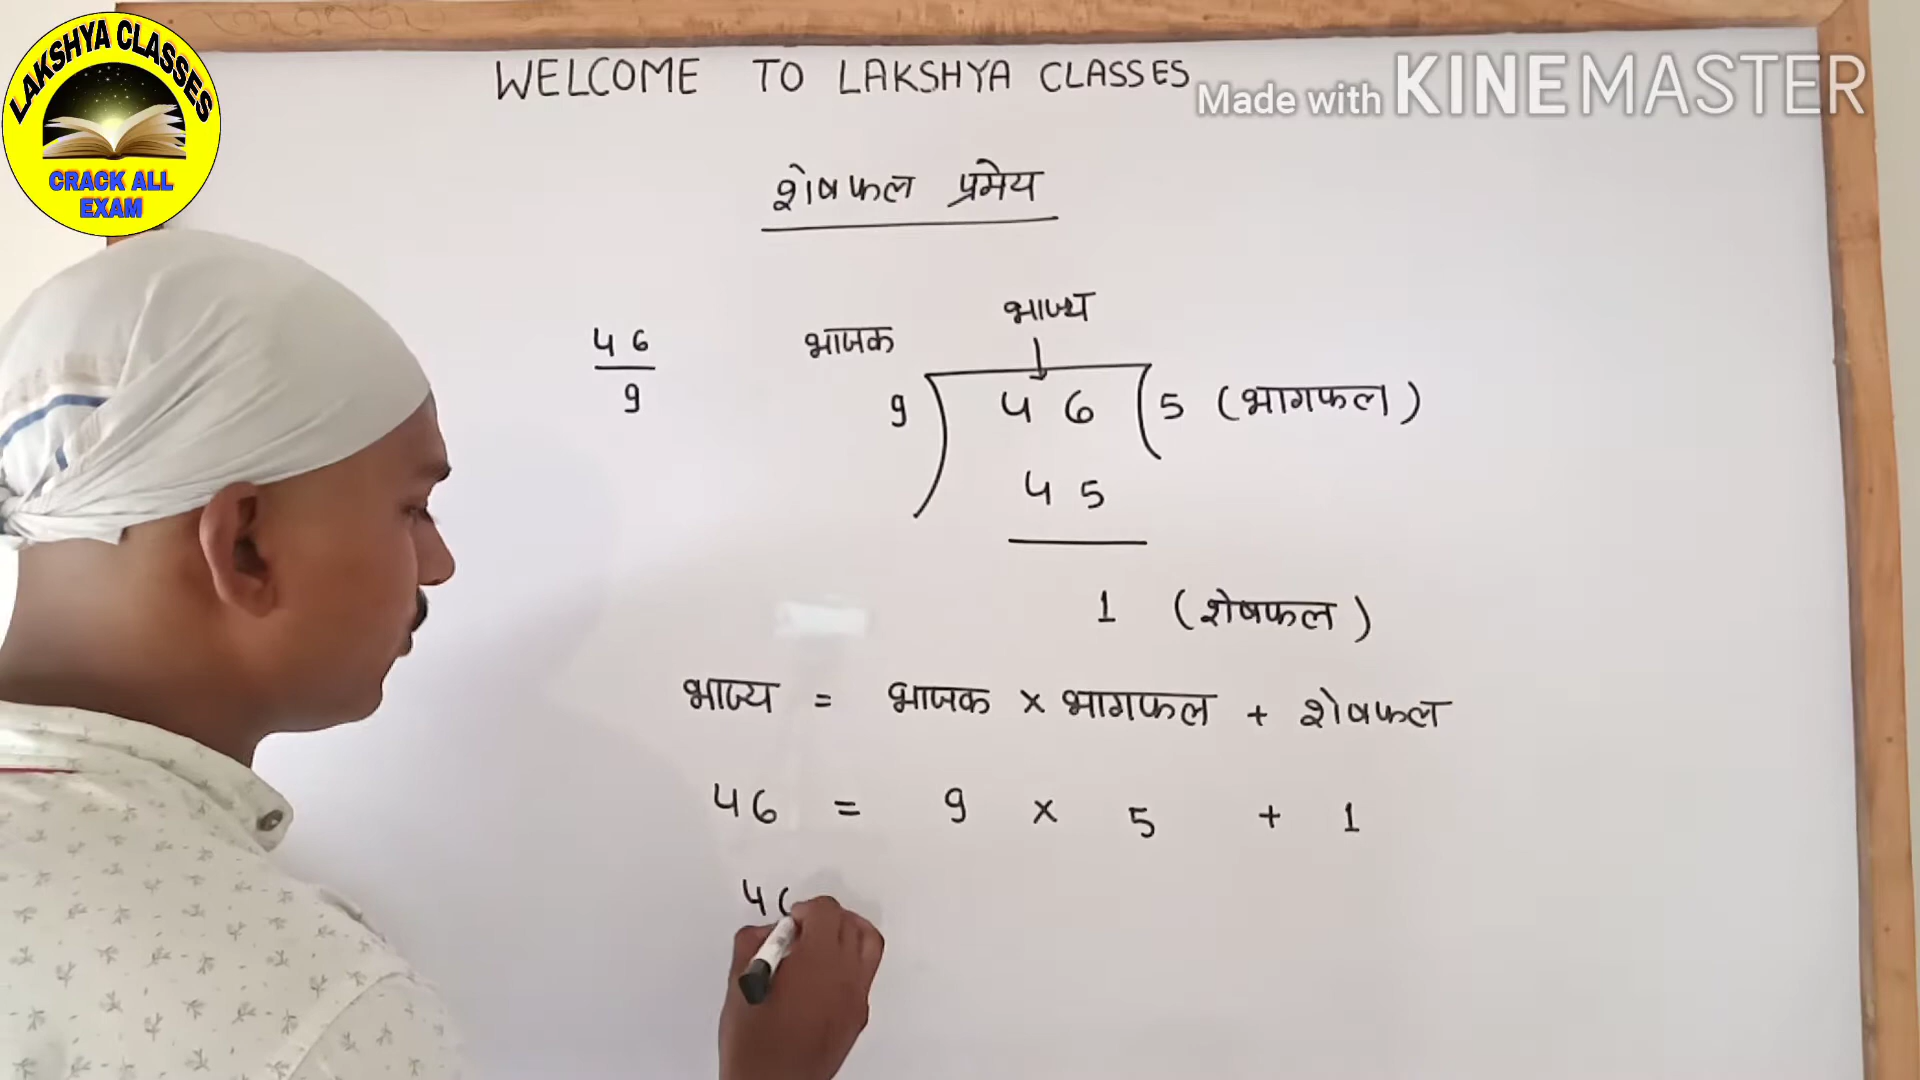 LAKSHYA CLASSES
CRACK ALL
EXAM
WELCOME TO LAKSHYA CLASSES
Made with KINEMASTER
शेषफल प्रमेय
46
9
भाजक
भाज्य
9 46 5 (भागफल)
45
1 (शेषफल)
भाज्य = भाजक × भागफल + शेषफल
46 = 9 × 5 + 1
4